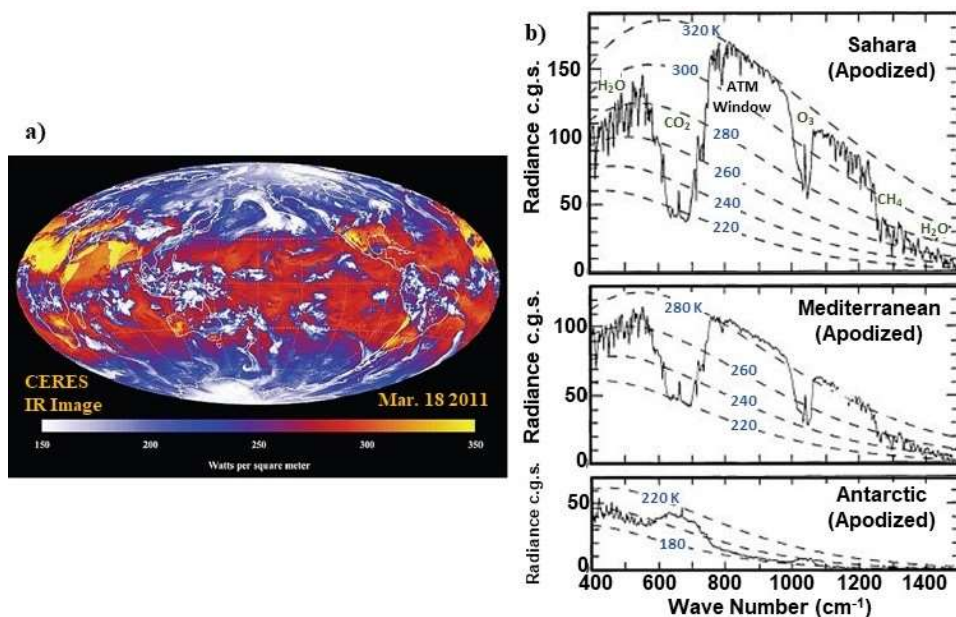 a)
CERES
IR Image
Mar. 18 2011
150 200 250 300 350
Watts per square meter
b)
Radiance c.g.s.
150
100
50
0
H₂O
CO₂
ATM
Window
O₃
CH₄
H₂O
320 K
300
280
260
240
220
Sahara
(Apodized)
Radiance c.g.s.
100
50
0
280 K
260
240
220
Mediterranean
(Apodized)
Radiance c.g.s.
50
0
220 K
180
Antarctic
(Apodized)
400 600 800 1000 1200 1400
Wave Number (cm⁻¹)